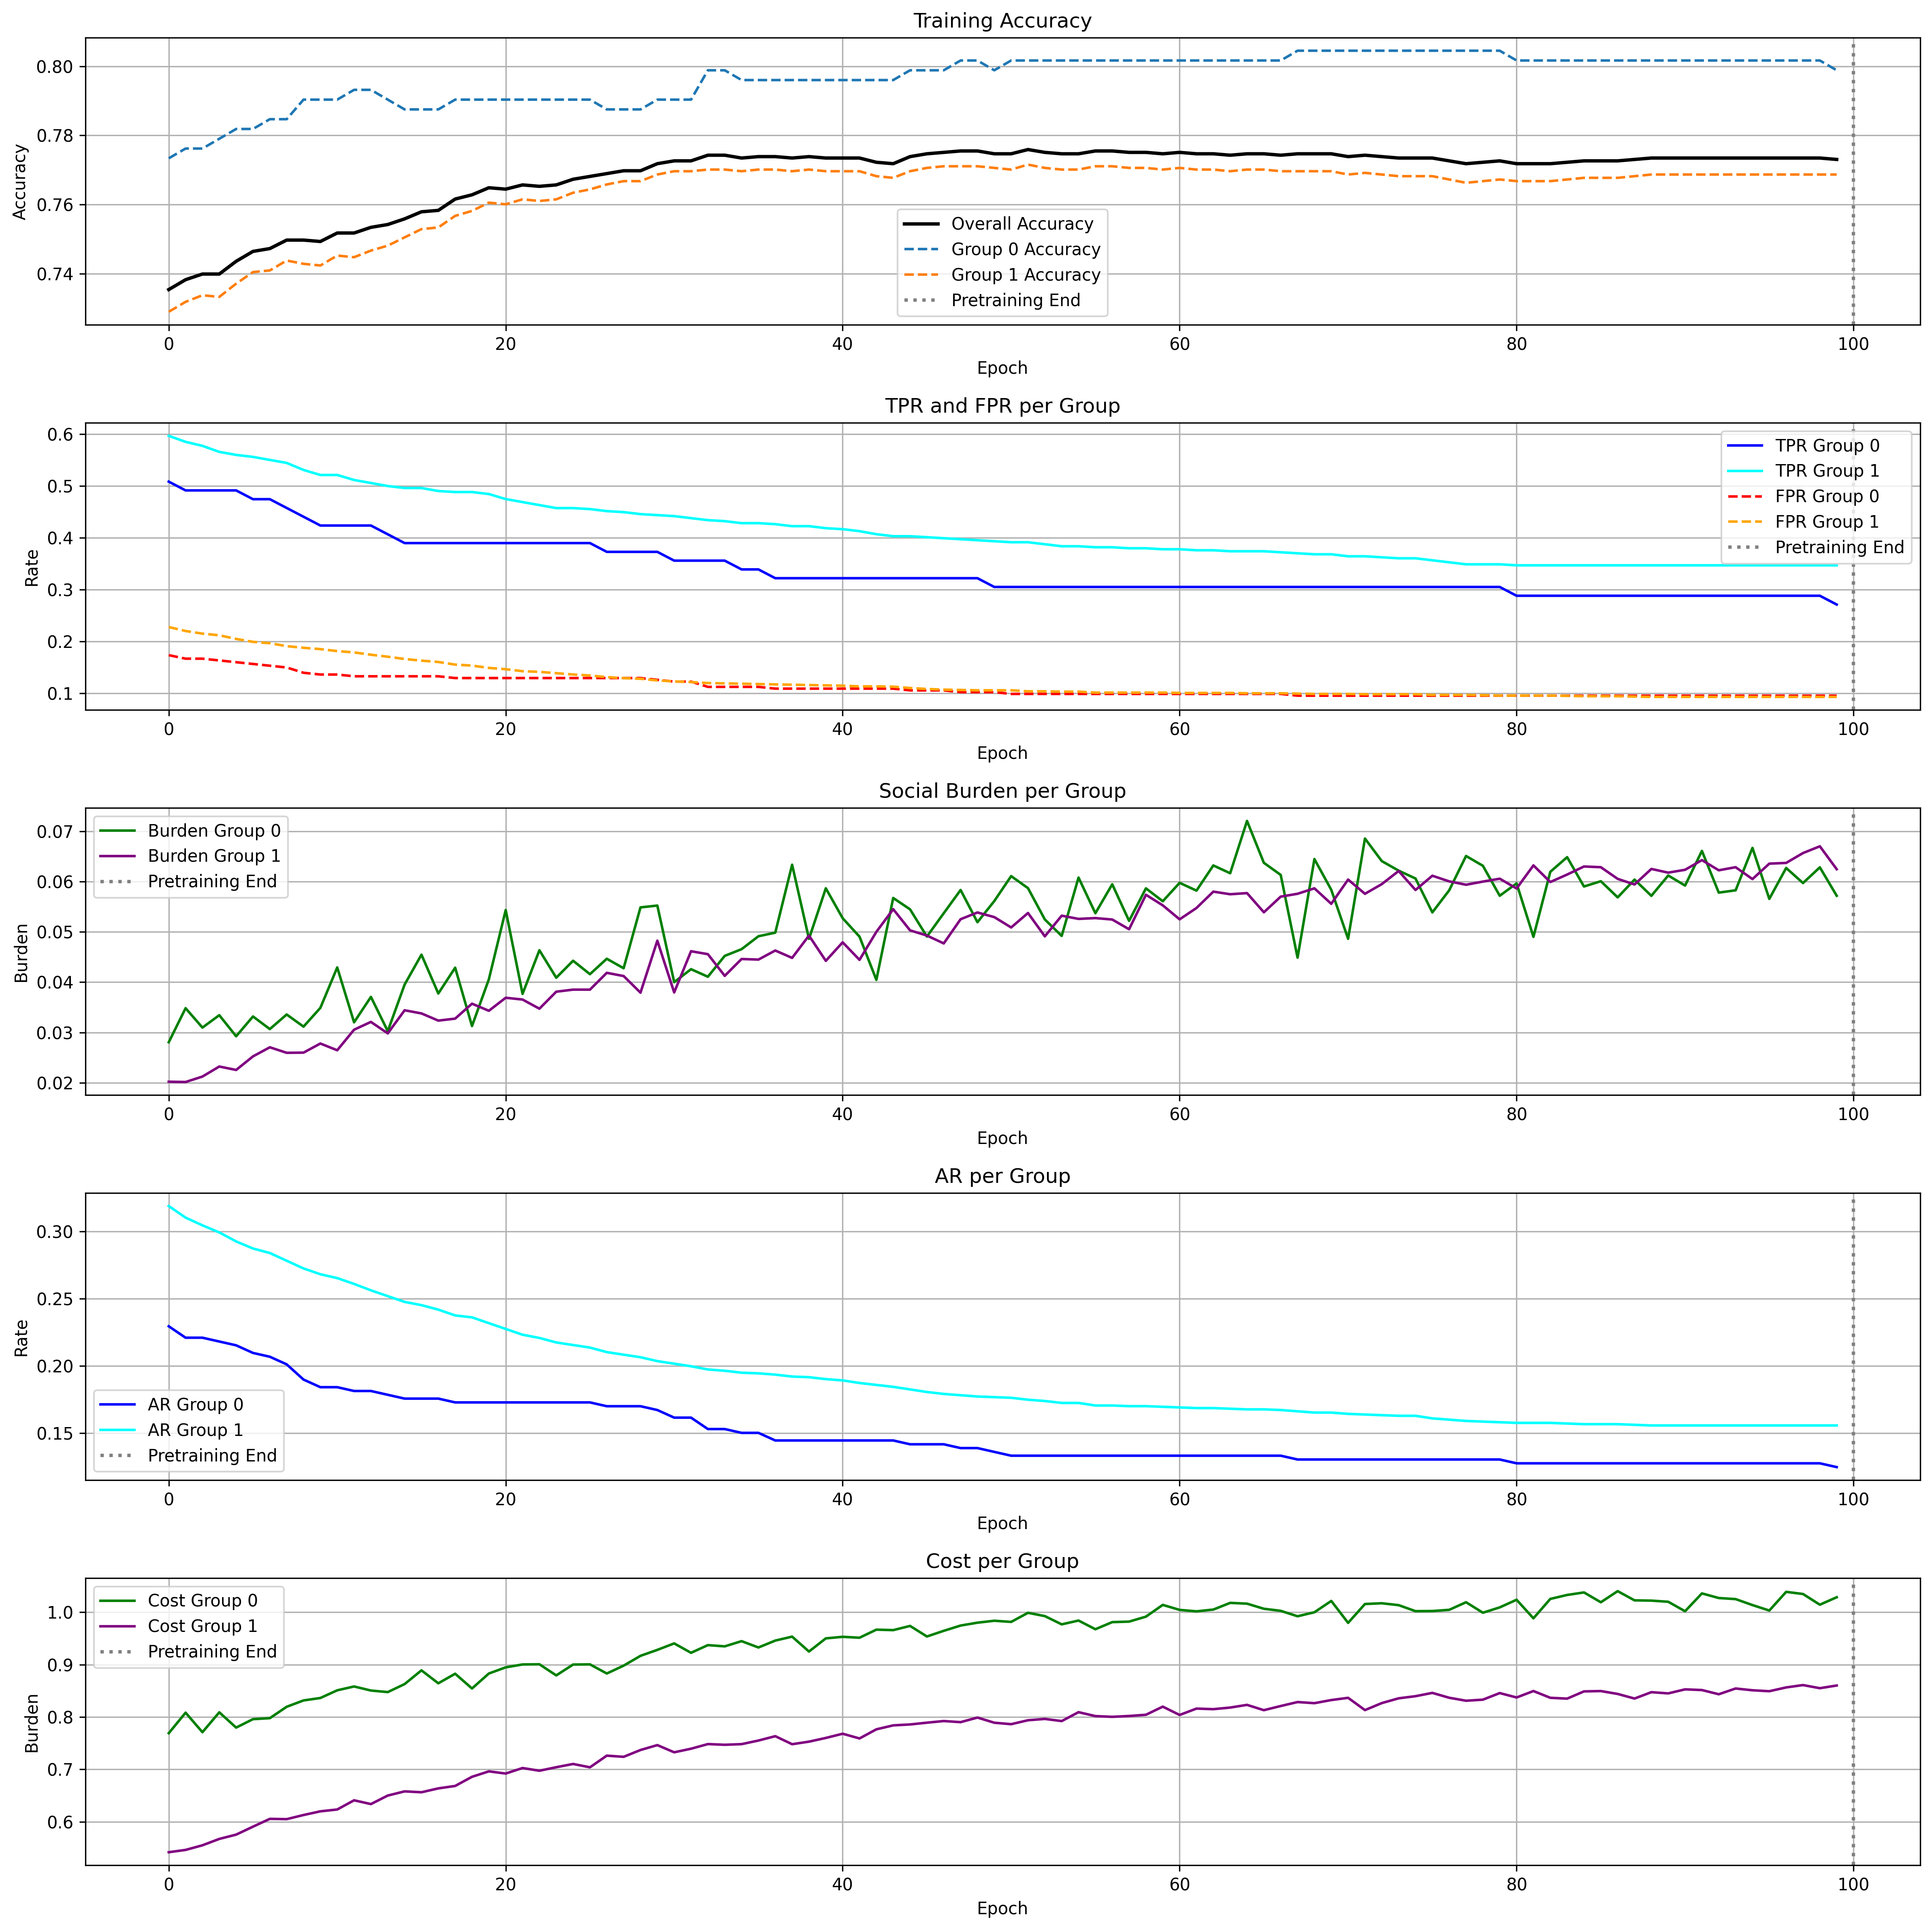 Training Accuracy
Accuracy
0.80
0.78
0.76
0.74
Overall Accuracy
Group 0 Accuracy
Group 1 Accuracy
Pretraining End
0 20 40 60 80 100
Epoch
TPR and FPR per Group
Rate
0.6
0.5
0.4
0.3
0.2
0.1
TPR Group 0
TPR Group 1
FPR Group 0
FPR Group 1
Pretraining End
0 20 40 60 80 100
Epoch
Social Burden per Group
Burden
0.07
0.06
0.05
0.04
0.03
0.02
Burden Group 0
Burden Group 1
Pretraining End
0 20 40 60 80 100
Epoch
AR per Group
Rate
0.30
0.25
0.20
0.15
AR Group 0
AR Group 1
Pretraining End
0 20 40 60 80 100
Epoch
Cost per Group
Burden
1.0
0.9
0.8
0.7
0.6
Cost Group 0
Cost Group 1
Pretraining End
0 20 40 60 80 100
Epoch